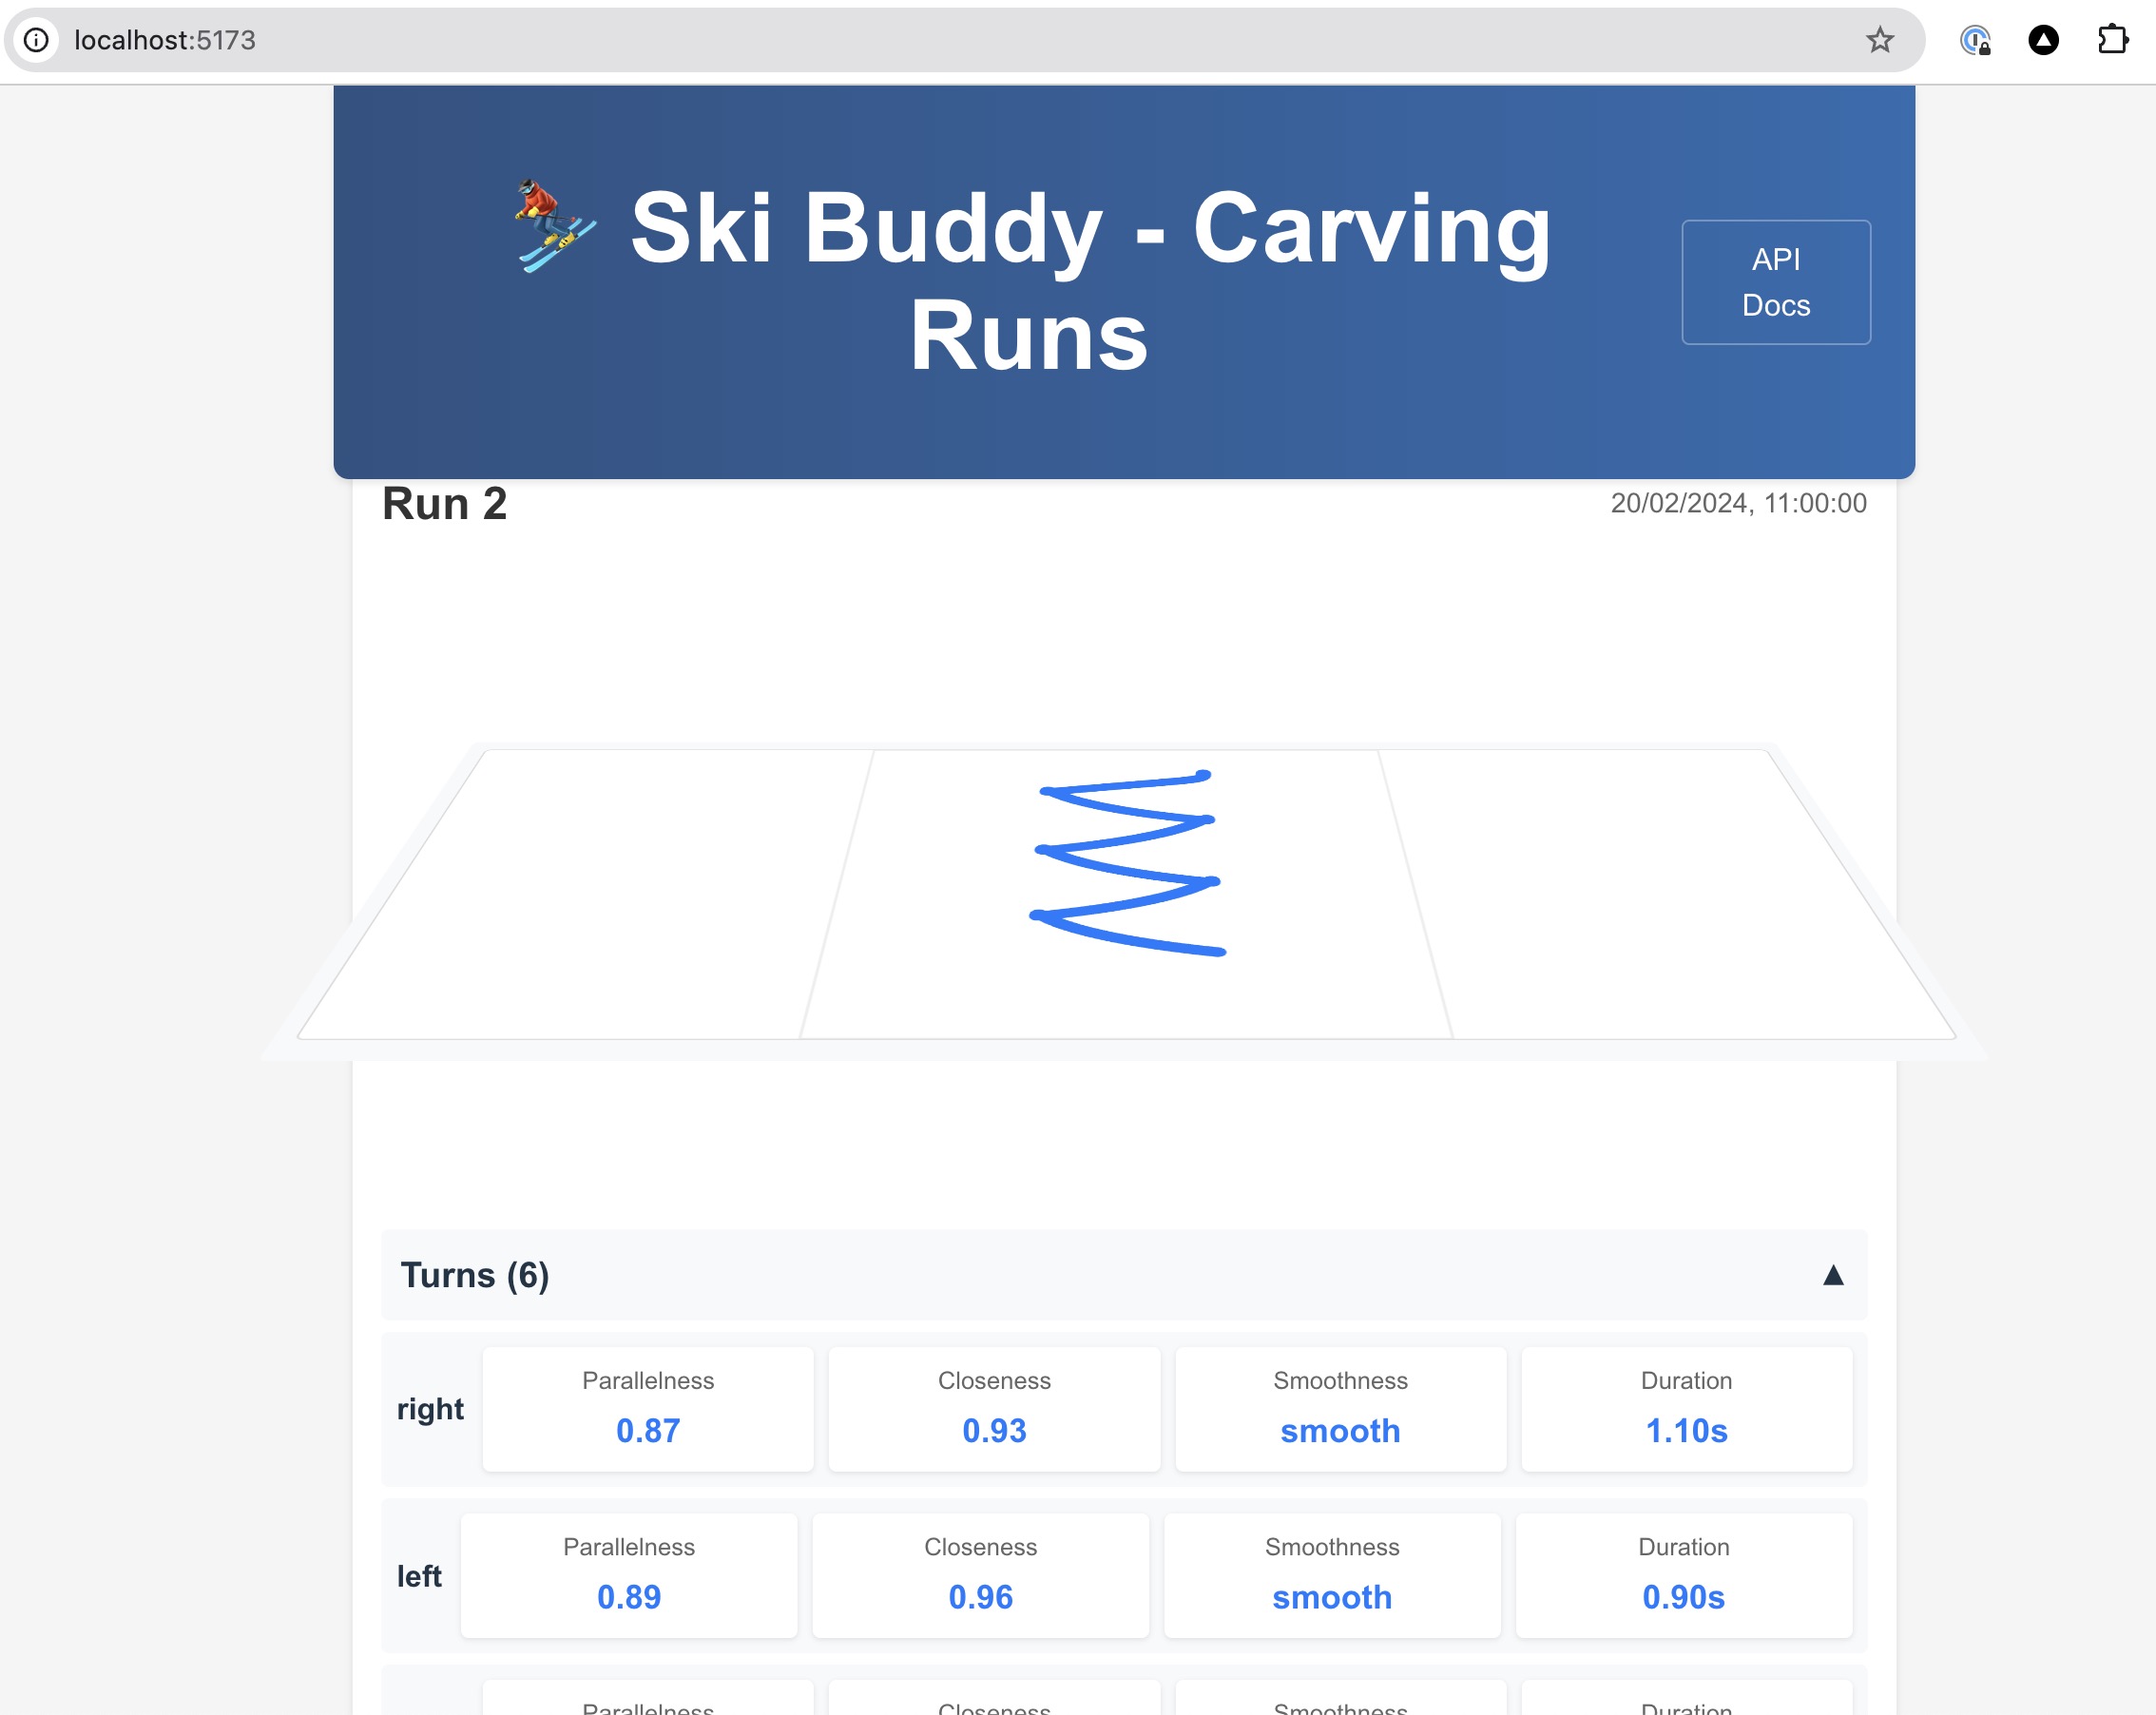 localhost:5173
Ski Buddy - Carving
Runs
API
Docs
Run 2
20/02/2024, 11:00:00
Turns (6)
▲
right
Parallelness
0.87
Closeness
0.93
Smoothness
smooth
Duration
1.10s
left
Parallelness
0.89
Closeness
0.96
Smoothness
smooth
Duration
0.90s
Parallelness
Closeness
Smoothness
Duration